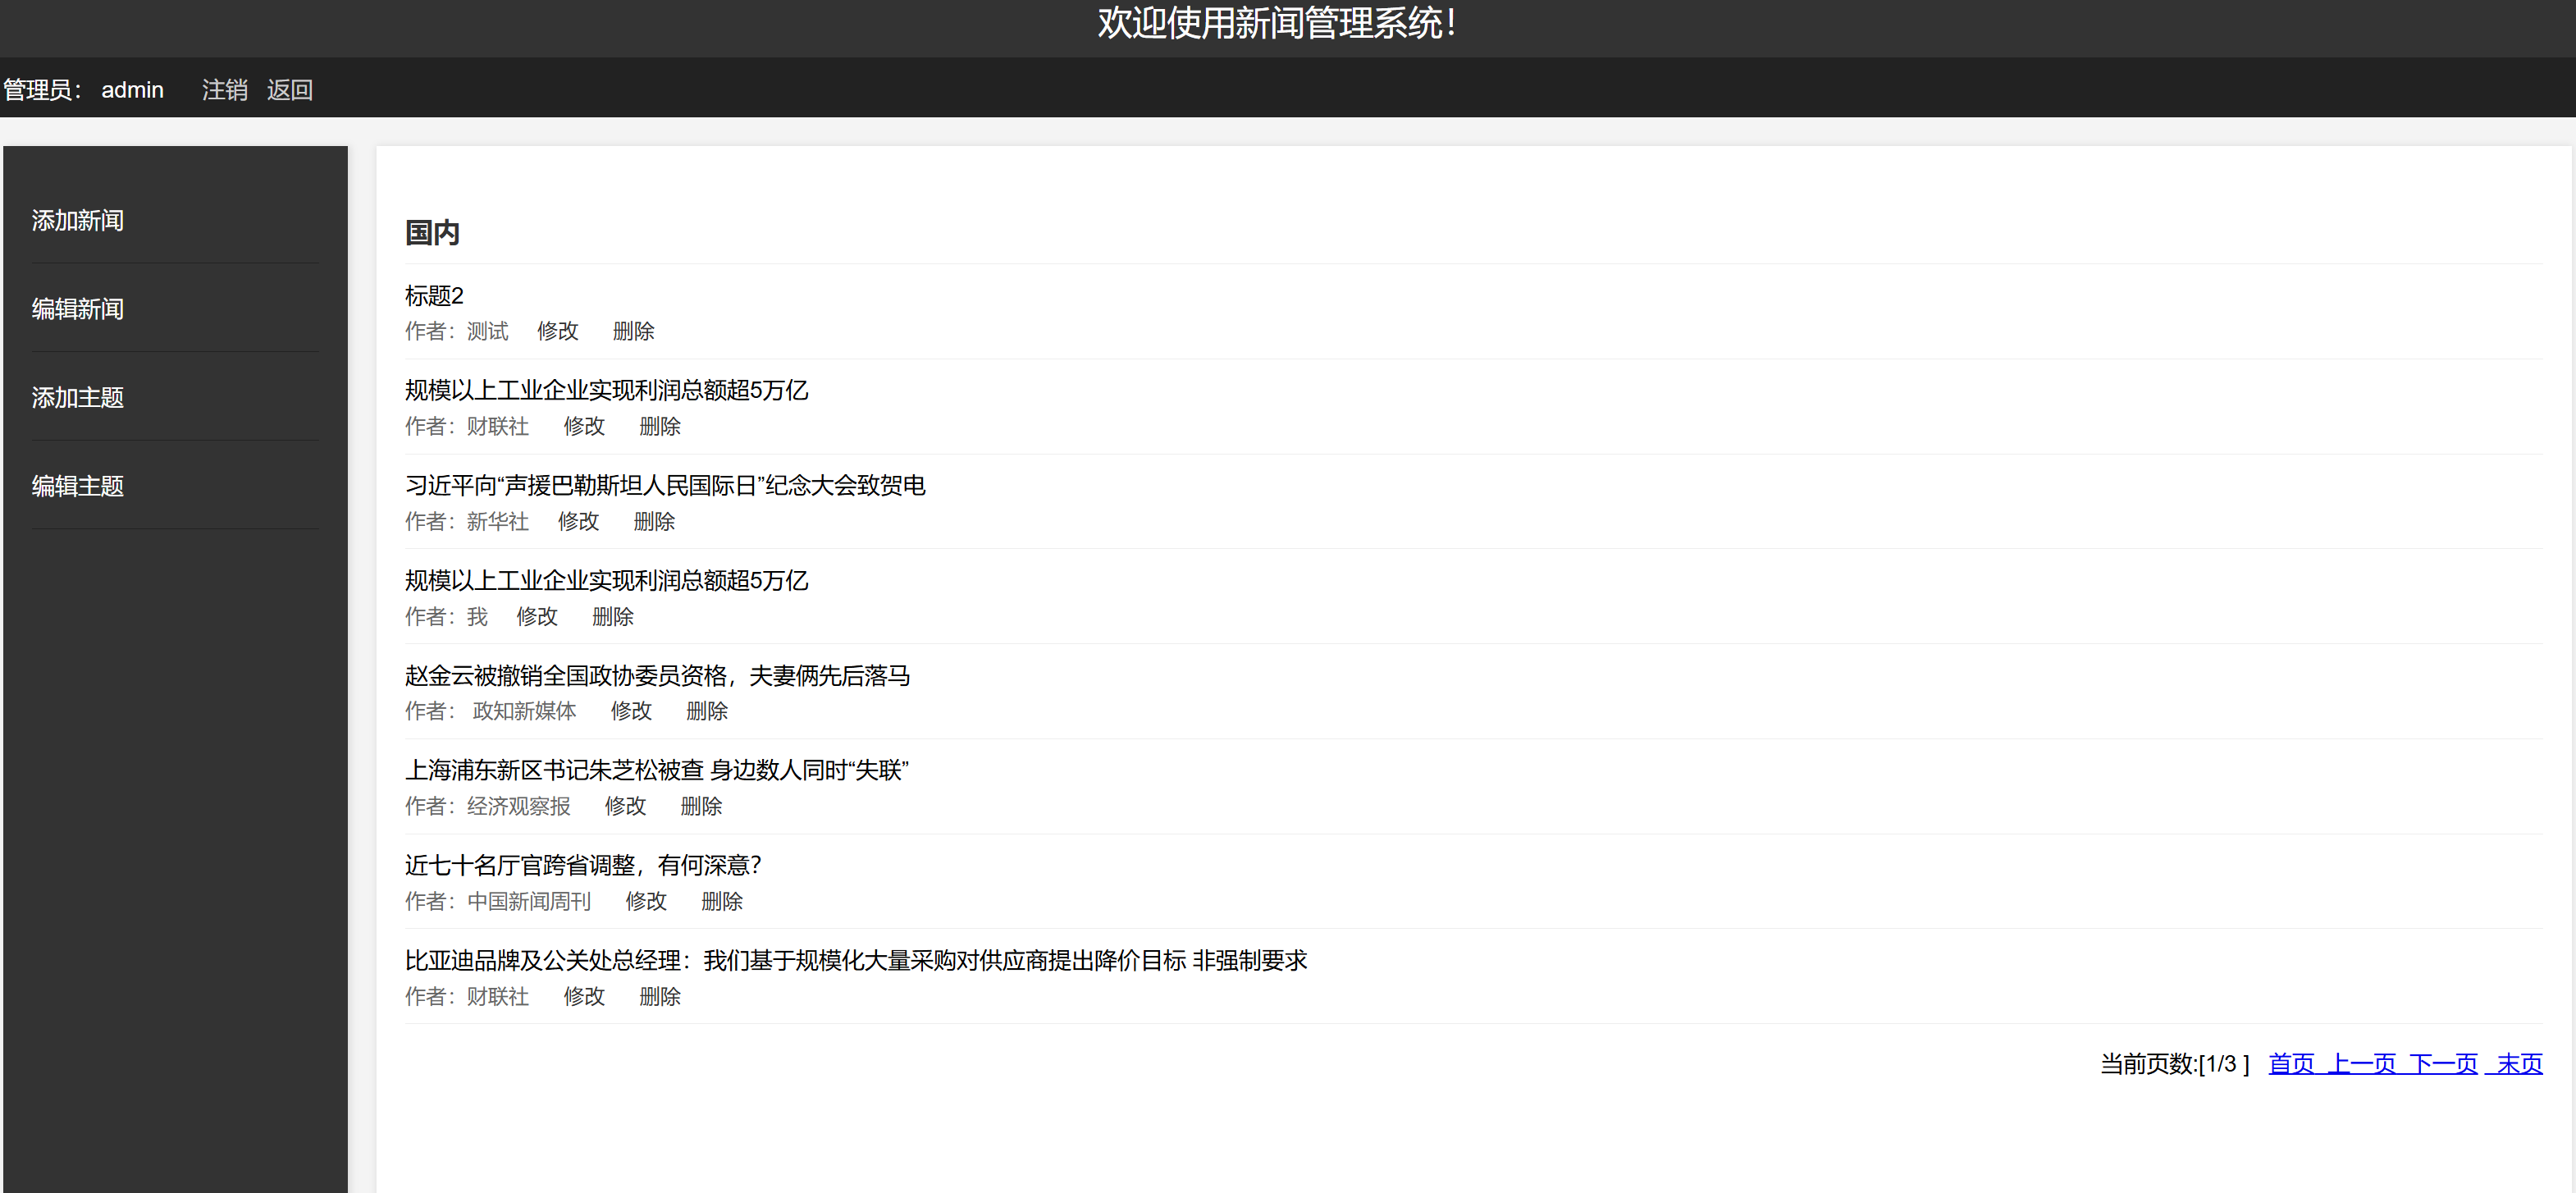 欢迎使用新闻管理系统！
管理员： admin 注销 返回
添加新闻
编辑新闻
添加主题
编辑主题
国内
标题2
作者：测试 修改 删除
规模以上工业企业实现利润总额超5万亿
作者：财联社 修改 删除
习近平向“声援巴勒斯坦人民国际日”纪念大会致贺电
作者：新华社 修改 删除
规模以上工业企业实现利润总额超5万亿
作者：我 修改 删除
赵金云被撤销全国政协委员资格，夫妻俩先后落马
作者： 政知新媒体 修改 删除
上海浦东新区书记朱芝松被查 身边数人同时“失联”
作者：经济观察报 修改 删除
近七十名厅官跨省调整，有何深意？
作者：中国新闻周刊 修改 删除
比亚迪品牌及公关处总经理：我们基于规模化大量采购对供应商提出降价目标 非强制要求
作者：财联社 修改 删除
当前页数:[1/3 ] 首页 上一页 下一页 末页